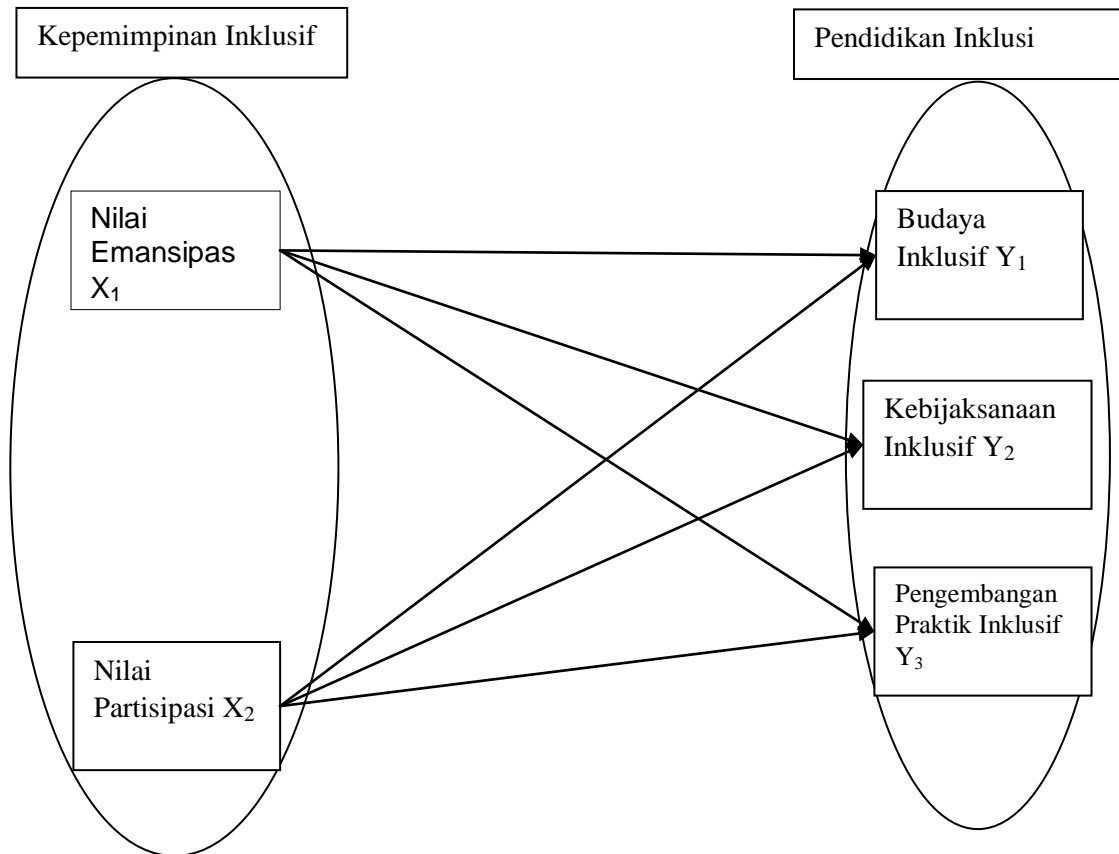 Kepemimpinan Inklusif
Pendidikan Inklusi
Nilai
Emansipas
X₁
Budaya
Inklusif Y₁
Kebijaksanaan
Inklusif Y₂
Pengembangan
Praktik Inklusif
Y₃
Nilai
Partisipasi X₂